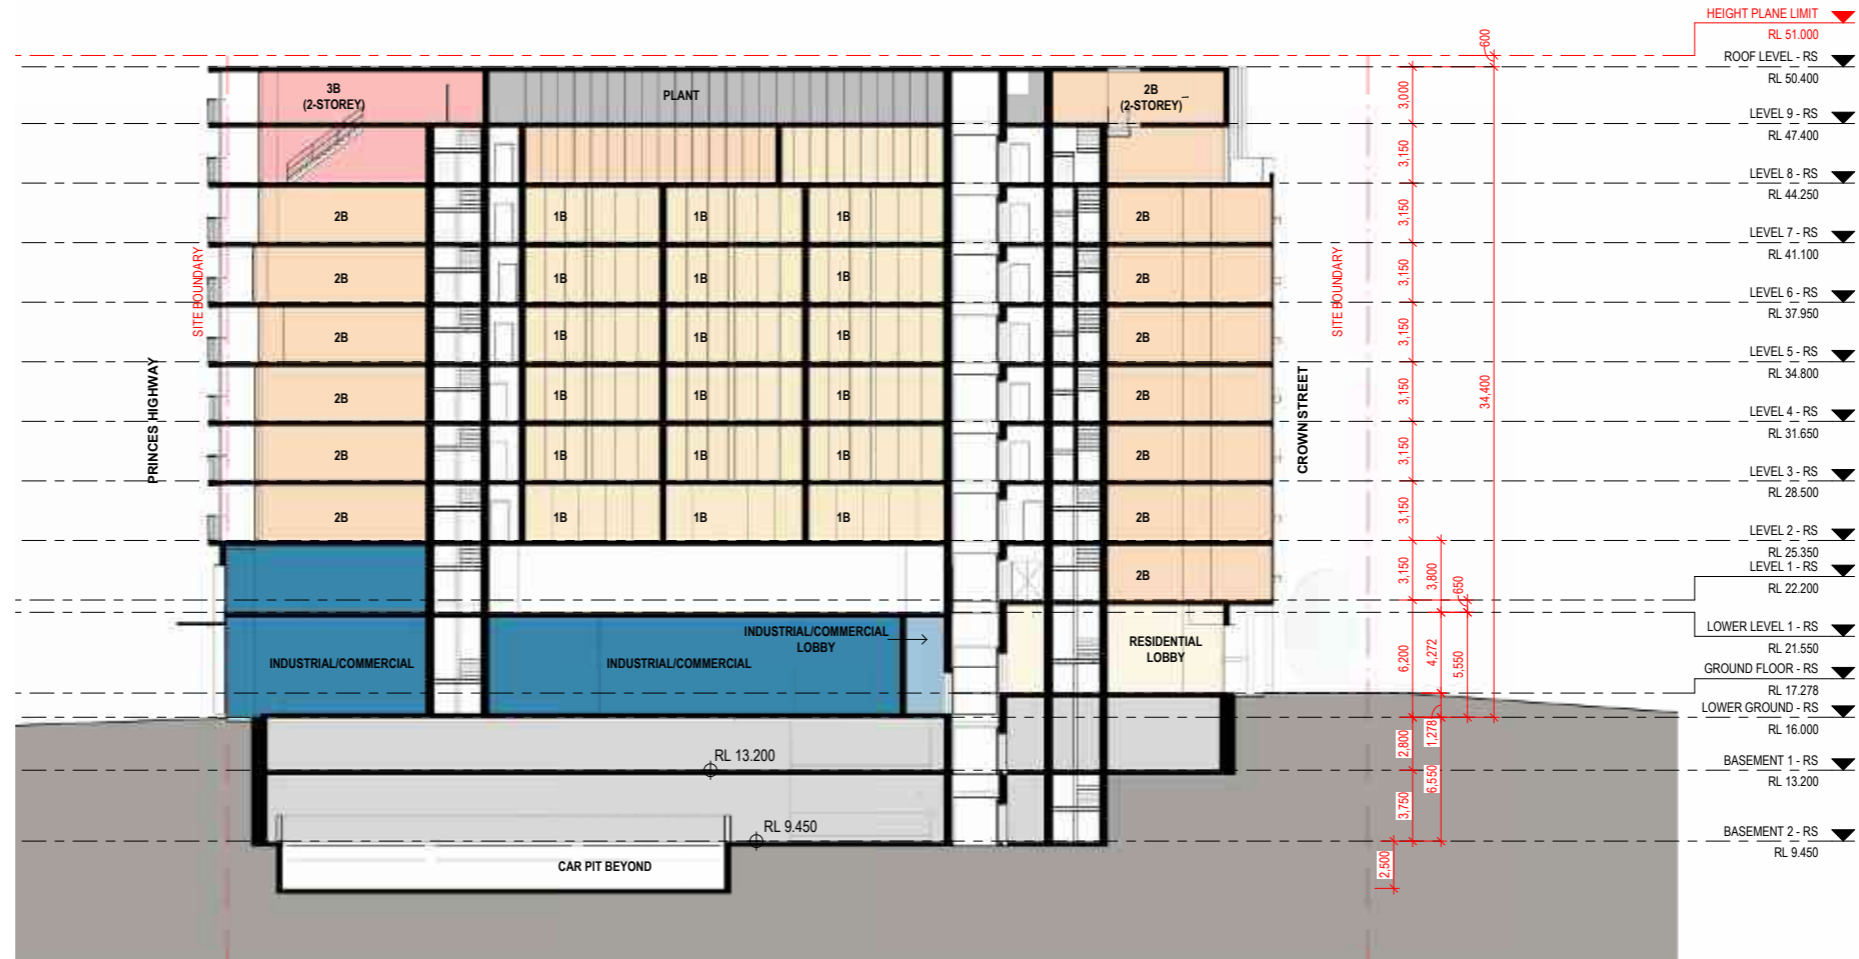 HEIGHT PLANE LIMIT
RL 51.000
600
ROOF LEVEL - RS
RL 50.400
3B
(2-STOREY)
PLANT
2B
(2-STOREY)
3,000
LEVEL 9 - RS
RL 47.400
3,150
LEVEL 8 - RS
RL 44.250
2B
1B
1B
1B
2B
3,150
LEVEL 7 - RS
RL 41.100
SITE BOUNDARY
2B
1B
1B
1B
2B
SITE BOUNDARY
3,150
LEVEL 6 - RS
RL 37.950
2B
1B
1B
1B
2B
3,150
LEVEL 5 - RS
RL 34.800
PRINCES HIGHWAY
2B
1B
1B
1B
2B
CROWN STREET
3,150
34,400
LEVEL 4 - RS
RL 31.650
2B
1B
1B
1B
2B
3,150
LEVEL 3 - RS
RL 28.500
2B
1B
1B
1B
2B
3,150
LEVEL 2 - RS
RL 25.350
LEVEL 1 - RS
RL 22.200
2B
3,150
3,800
650
LOWER LEVEL 1 - RS
RL 21.550
INDUSTRIAL/COMMERCIAL
LOBBY
INDUSTRIAL/COMMERCIAL
INDUSTRIAL/COMMERCIAL
RESIDENTIAL
LOBBY
6,200
4,272
5,550
GROUND FLOOR - RS
RL 17.278
LOWER GROUND - RS
RL 16.000
RL 13.200
2,800
1,278
BASEMENT 1 - RS
RL 13.200
6,550
3,750
RL 9.450
BASEMENT 2 - RS
RL 9.450
CAR PIT BEYOND
2,500